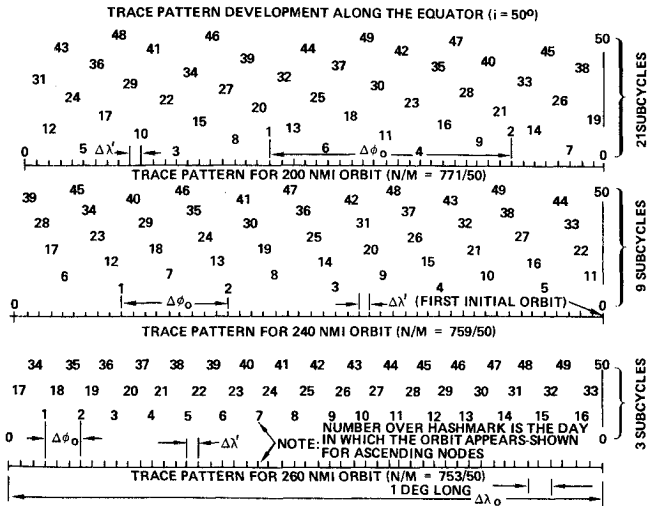 TRACE PATTERN DEVELOPMENT ALONG THE EQUATOR (i = 50º)
48 46 49 47 50
43 41 44 42 45
36 39 37 40 38
31 29 34 32 30 35 33
24 22 27 25 23 28 26
17 20 18 21 19
12 10 15 1 13 11 16 2 14
0 5 Δλ' 3 8 6 Δϕo 4 9 7 0
21SUBCYCLES
TRACE PATTERN FOR 200 NMI ORBIT (N/M = 771/50)
45 46 47 48 49 50
39 40 41 42 43 44
34 35 36 37 38
28 29 30 31 32 33
23 24 25 26 27
17 18 19 20 21 22
12 13 14 15 16
6 7 8 9 10 11
1 2 3 4 5
0 Δϕo Δλ' (FIRST INITIAL ORBIT) 0
9 SUBCYCLES
TRACE PATTERN FOR 240 NMI ORBIT (N/M = 759/50)
34 35 36 37 38 39 40 41 42 43 44 45 46 47 48 49 50
17 18 19 20 21 22 23 24 25 26 27 28 29 30 31 32 33
1 2 3 4 5 6 7 8 9 10 11 12 13 14 15 16
0 Δϕo Δλ' 0
NOTE: NUMBER OVER HASHMARK IS THE DAY
IN WHICH THE ORBIT APPEARS-SHOWN
FOR ASCENDING NODES
3 SUBCYCLES
TRACE PATTERN FOR 260 NMI ORBIT (N/M = 753/50)
1 DEG LONG
Δλo